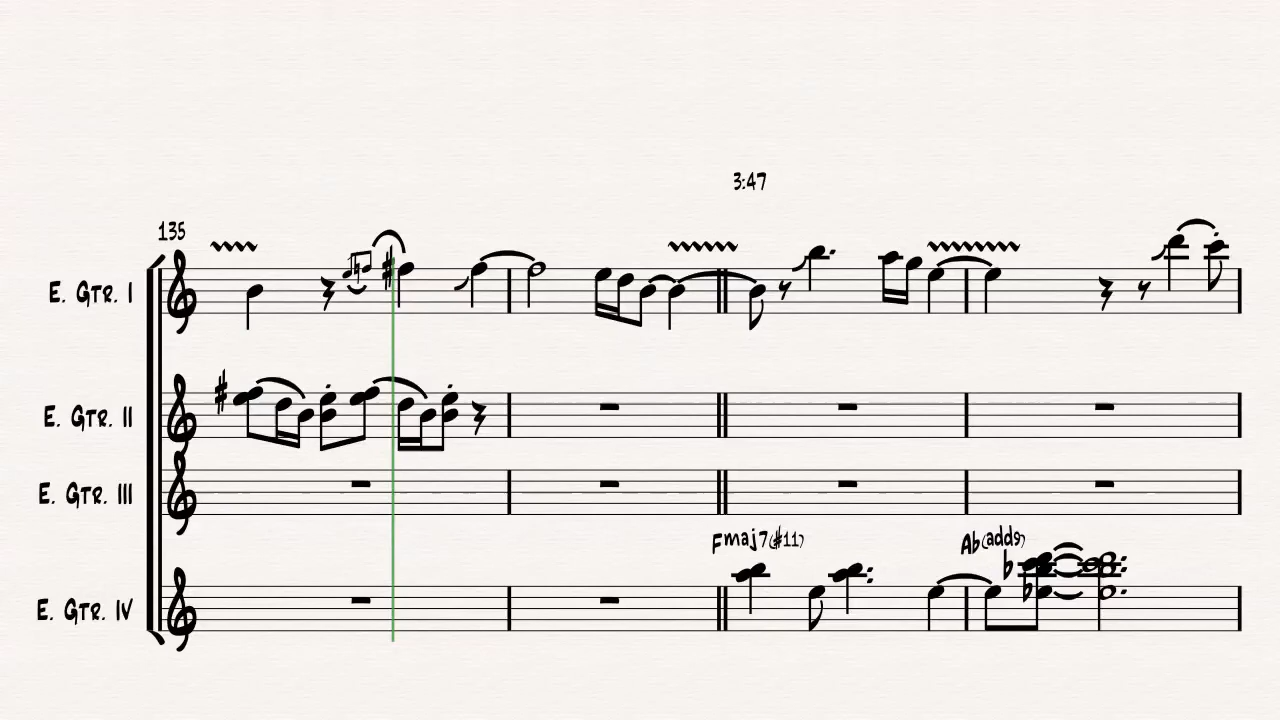 3:47
135
E. Gtr. I
E. Gtr. II
E. Gtr. III
Fmaj7(#11) Ab(add9)
E. Gtr. IV